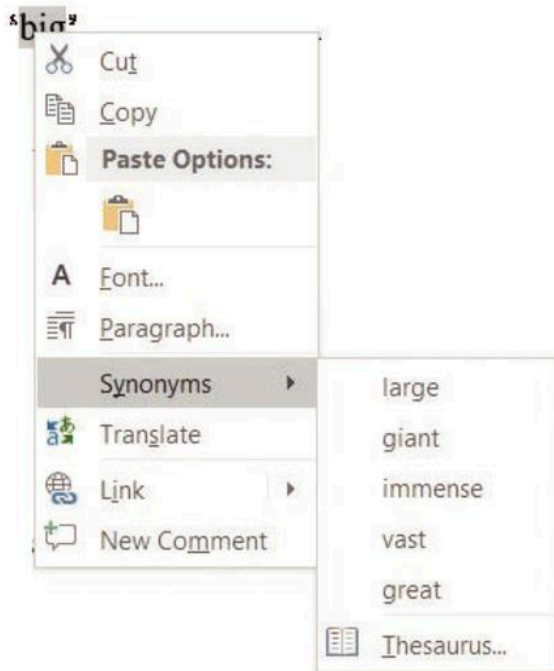 “big”
Cut
Copy
Paste Options:
Font...
Paragraph...
Synonyms
Translate
Link
New Comment
large
giant
immense
vast
great
Thesaurus...